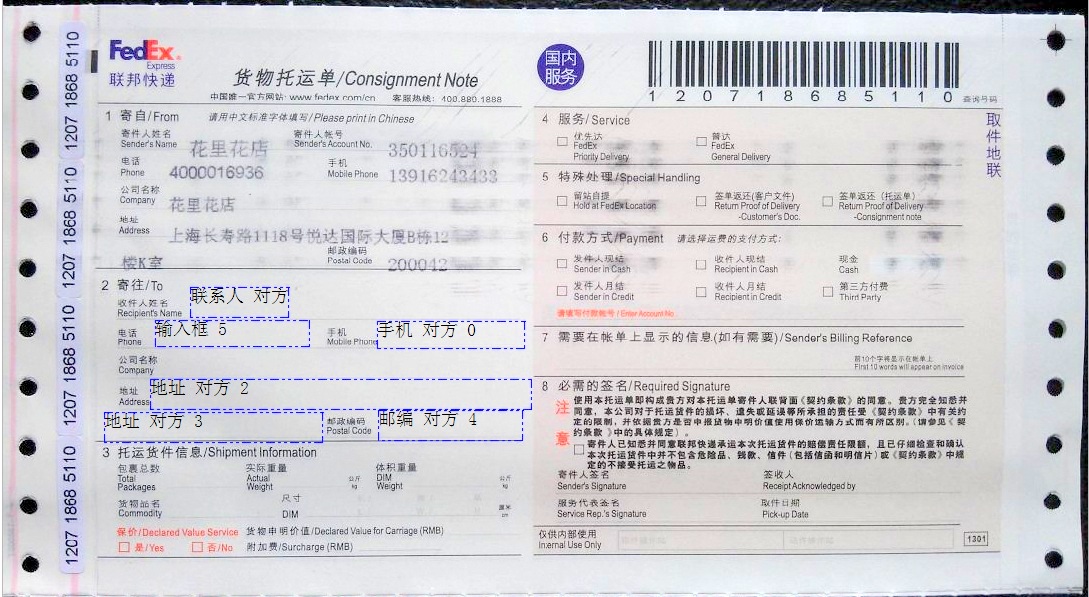 1207 1868 5110
1207 1868 5110
1207 1868 5110
1207 1868 5110
FedEx
Express
联邦快递
货物托运单/Consignment Note
中国唯一官方网站: www.fedex.com/cn 客服热线: 400.880.1888
国内服务
1 2 0 7 1 8 6 8 5 1 1 0 查询号码
取件地联
1 寄自/From 请用中文标准字体填写/Please print in Chinese
寄件人姓名 花里花店 寄件人帐号 350116524
Sender's Name Sender's Account No.
电话 4000016936 手机 13916243433
Phone Mobile Phone
公司名称
Company 花里花店
地址
Address 上海长寿路1118号悦达国际大厦B栋12
楼K室 邮政编码 200042
Postal Code
2 寄往/To
收件人姓名 联系人 对方
Recipient's Name
电话 输入框 5 手机 手机 对方 0
Phone Mobile Phone
公司名称
Company
地址 地址 对方 2
Address
地址 对方 3 邮政编码 邮编 对方 4
Postal Code
3 托运货件信息/Shipment Information
包裹总数 实际重量 体积重量
Total Actual 公斤 DIM 公斤
Packages Weight kg Weight kg
货物品名 尺寸 厘米
Commodity DIM cm
保价/Declared Value Service 货物申明价值/Declared Value for Carriage (RMB)
是/Yes 否/No 附加费/Surcharge (RMB)
4 服务/Service
优先达 普达
FedEx FedEx
Priority Delivery General Delivery
5 特殊处理/Special Handling
留站自提 签单返还(客户文件) 签单返还（托运单）
Hold at FedEx Location Return Proof of Delivery Return Proof of Delivery
-Customer's Doc. -Consignment note
6 付款方式/Payment 请选择运费的支付方式:
发件人现结 收件人现结 现金
Sender in Cash Recipient in Cash Cash
发件人月结 收件人月结 第三方付费
Sender in Credit Recipient in Credit Third Party
请填写付款帐号 / Enter Account No.
7 需要在帐单上显示的信息(如有需要)/Sender's Billing Reference
前10个字将显示在帐单上
First 10 words will appear on invoice
8 必需的签名/Required Signature
注意
使用本托运单即构成贵方对本托运单寄件人联背面《契约条款》的同意。贵方完全知悉并
同意，本公司对于托运货件的损坏、遗失或延误等所承担的责任受《契约条款》中有关约
定的限制，并依据贵方是否申报货物申明价值使用保价运输方式而有所区别。(请参见《契
约条款》中的具体规定)。
寄件人已知悉并同意联邦快递承运本次托运货件的赔偿责任限额，且已仔细检查和确认
本次托运货件中并不包含危险品、钱款、信件(包括信函和明信片)或《契约条款》中规
定的不接受托运之物品。
寄件人签名 签收人
Sender's Signature Receipt Acknowledged by
服务代表签名 取件日期
Service Rep.'s Signature Pick-up Date
仅供内部使用
Internal Use Only
1301